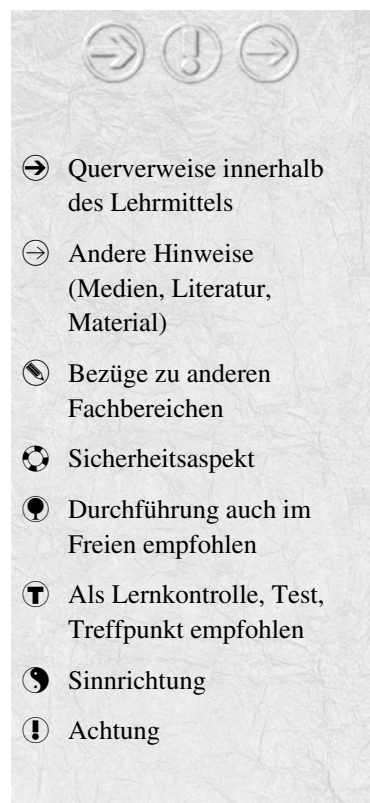 Querverweise innerhalb
des Lehrmittels
Andere Hinweise
(Medien, Literatur,
Material)
Bezüge zu anderen
Fachbereichen
Sicherheitsaspekt
Durchführung auch im
Freien empfohlen
T Als Lernkontrolle, Test,
Treffpunkt empfohlen
Sinnrichtung
! Achtung